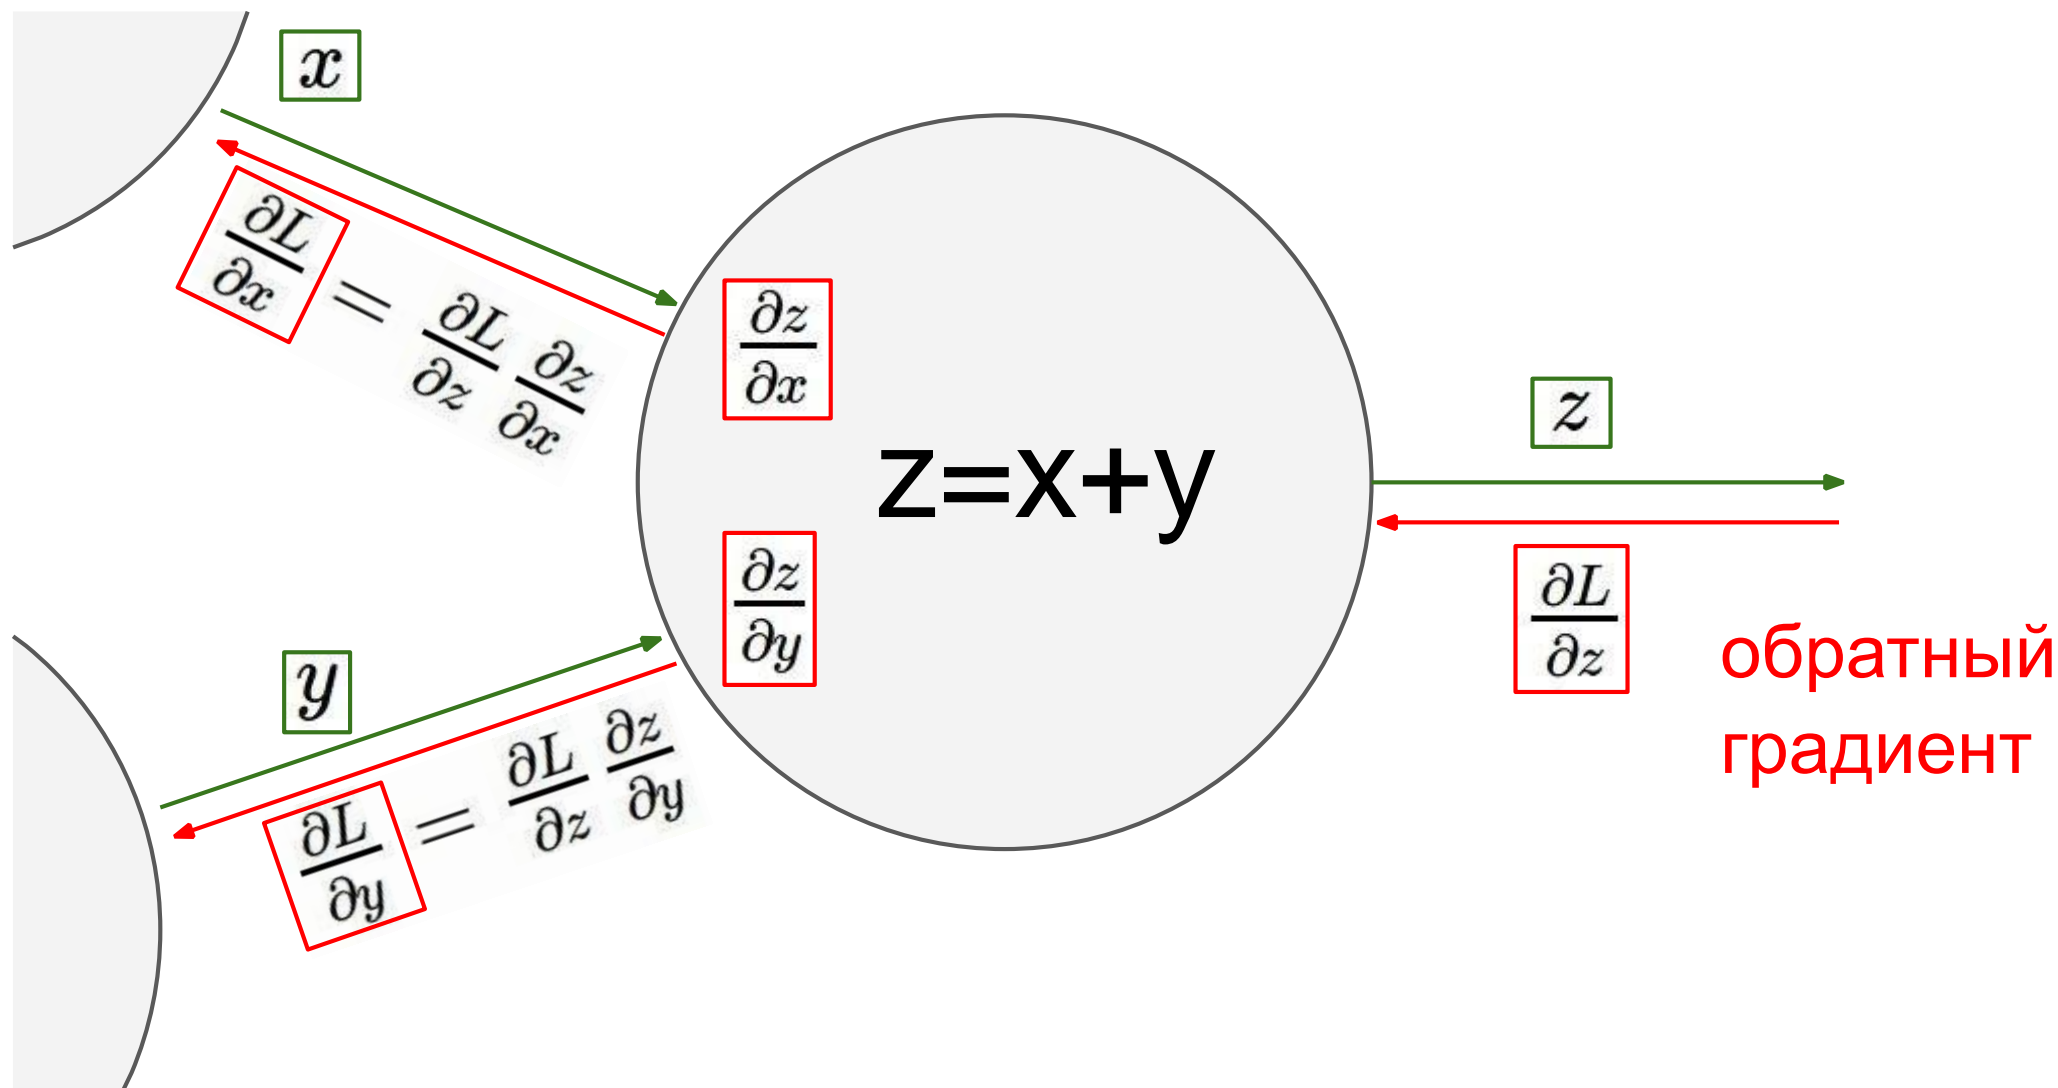 x
∂L/∂x = ∂L/∂z ∂z/∂x
∂z/∂x
z=x+y
z
∂z/∂y
∂L/∂z
обратный
градиент
y
∂L/∂y = ∂L/∂z ∂z/∂y